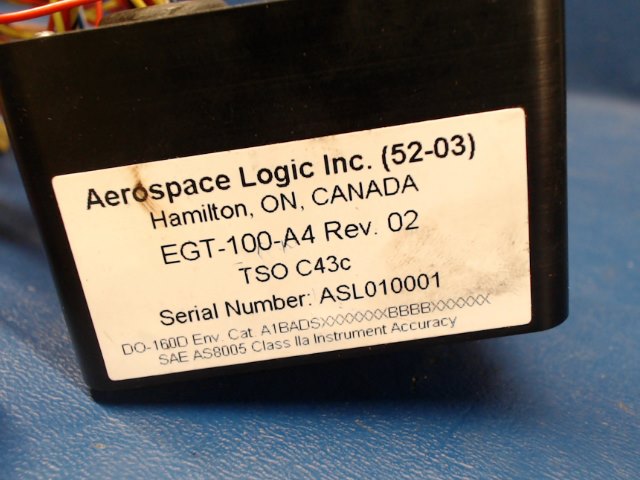 Aerospace Logic Inc. (52-03)
Hamilton, ON, CANADA
EGT-100-A4 Rev. 02
TSO C43c
Serial Number: ASL010001
DO-160D Env. Cat. A1BADSXXXXXXXBBBBXXXXXX
SAE AS8005 Class IIa Instrument Accuracy